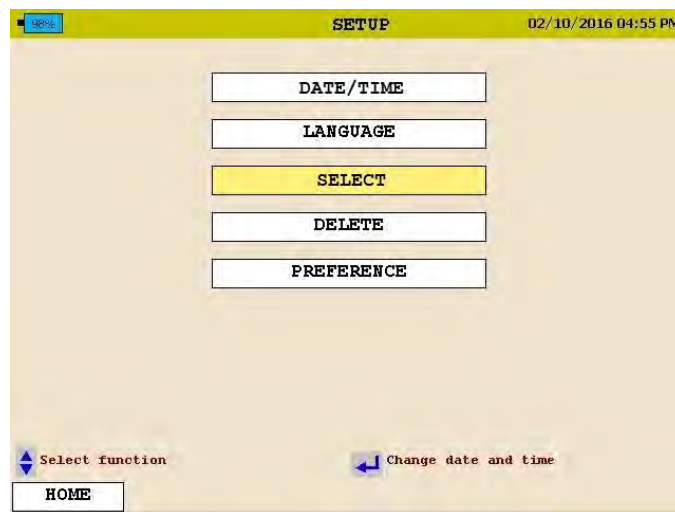 98%
SETUP
02/10/2016 04:55 PM
DATE/TIME
LANGUAGE
SELECT
DELETE
PREFERENCE
Select function
Change date and time
HOME